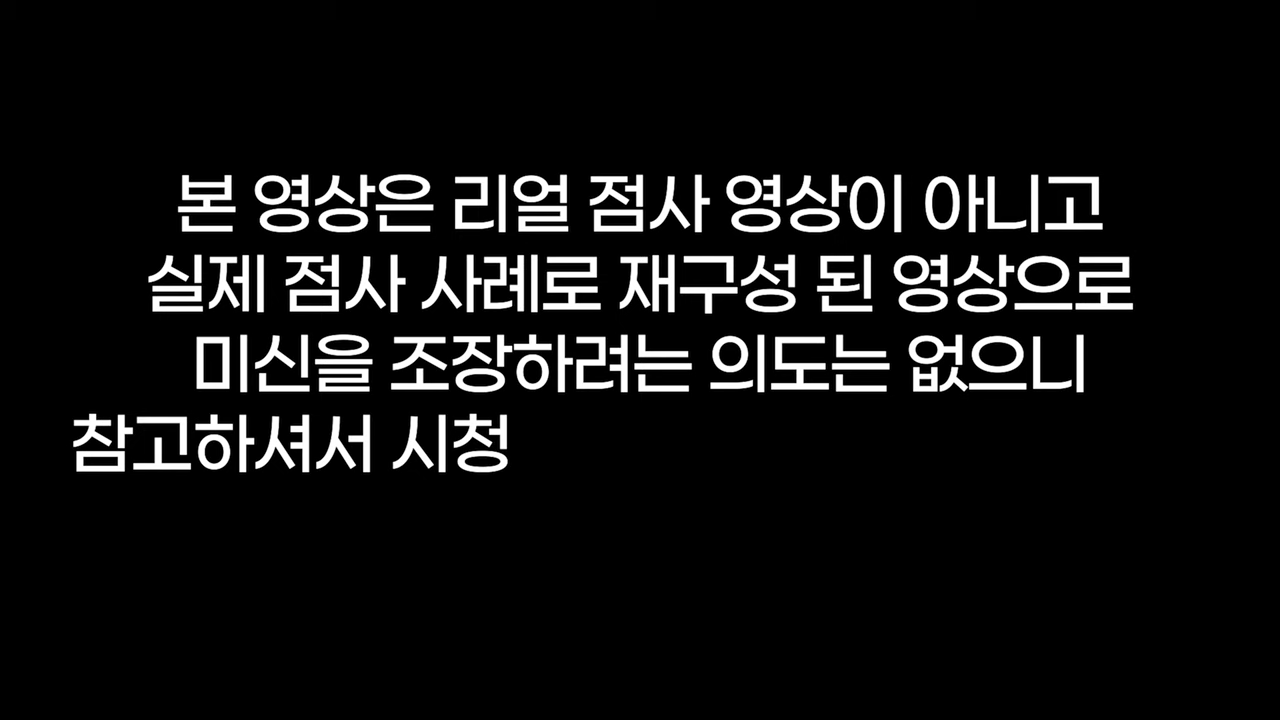 본 영상은 리얼 점사 영상이 아니고
실제 점사 사례로 재구성 된 영상으로
미신을 조장하려는 의도는 없으니
참고하셔서 시청